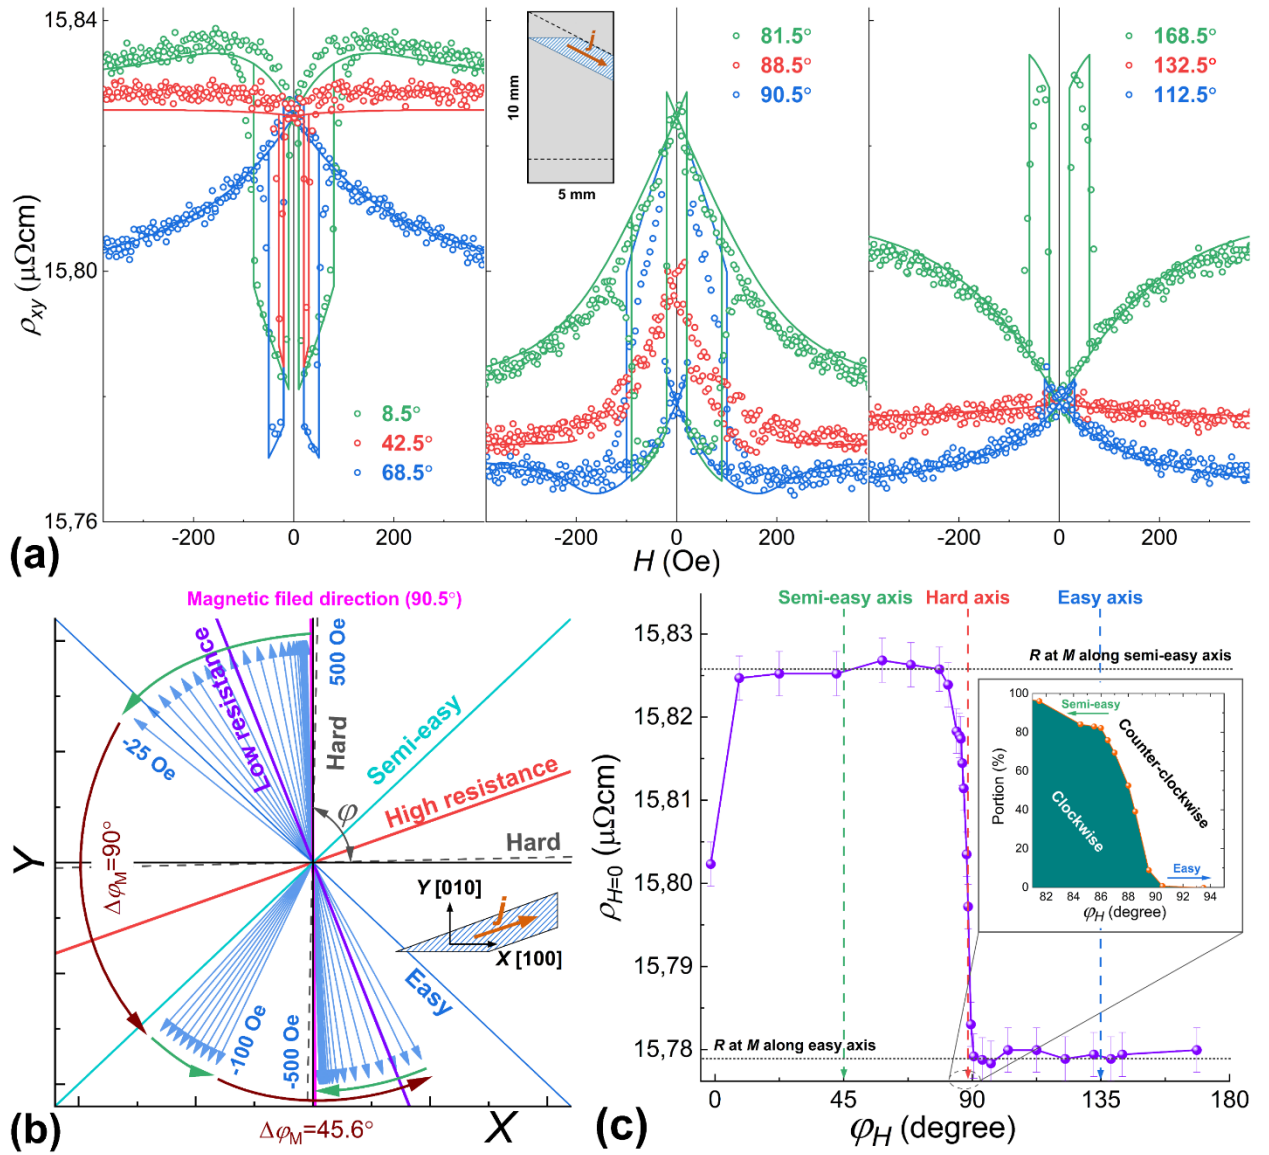 15,84
15,80
15,76
ρxy (μΩcm)
10 mm
5 mm
j
8.5°
42.5°
68.5°
81.5°
88.5°
90.5°
168.5°
132.5°
112.5°
-200 0 200
-200 0 200
-200 0 200
(a)
H (Oe)
Magnetic filed direction (90.5°)
Low resistance
500 Oe
Hard
Semi-easy
High resistance
Hard
φ
-25 Oe
ΔφM=90°
Y
Y [010]
j
X [100]
Easy
-100 Oe
-500 Oe
ΔφM=45.6°
X
(b)
Semi-easy axis
Hard axis
Easy axis
15,83
15,82
15,81
15,80
15,79
15,78
ρH=0 (μΩcm)
R at M along semi-easy axis
R at M along easy axis
100
80
60
40
20
0
Portion (%)
Semi-easy
Counter-clockwise
Clockwise
Easy
82 84 86 88 90 92 94
φH (degree)
0 45 90 135 180
φH (degree)
(c)